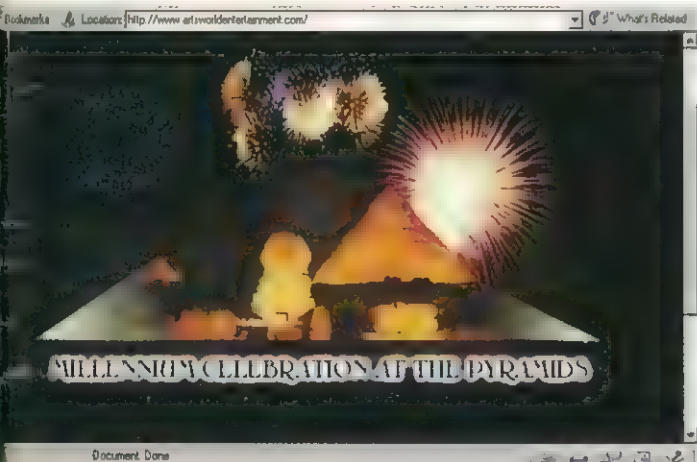 Bookmarks Location: http://www.artsworldentertainment.com/ What's Related
MILLENNIUM CELEBRATION AT THE PYRAMIDS
Document Done